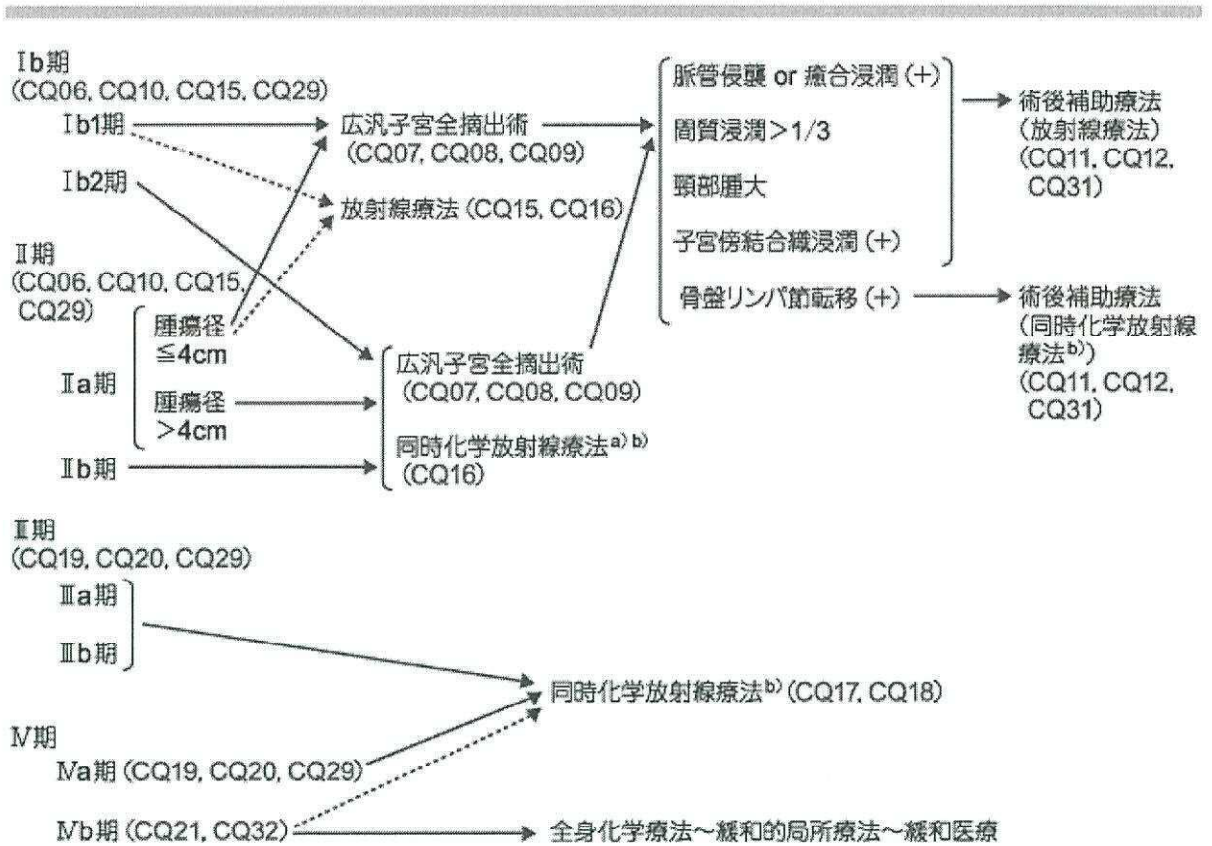 Ⅰb期
(CQ06, CQ10, CQ15, CQ29)
Ⅰb1期
Ⅰb2期
広汎子宮全摘出術
(CQ07, CQ08, CQ09)
放射線療法 (CQ15, CQ16)
Ⅱ期
(CQ06, CQ10, CQ15,
CQ29)
Ⅱa期
腫瘍径
≦4cm
腫瘍径
>4cm
Ⅱb期
広汎子宮全摘出術
(CQ07, CQ08, CQ09)
同時化学放射線療法a) b)
(CQ16)
脈管侵襲 or 癒合浸潤 (+)
間質浸潤>1/3
頸部腫大
子宮傍結合織浸潤 (+)
骨盤リンパ節転移 (+)
術後補助療法
(放射線療法)
(CQ11, CQ12,
CQ31)
術後補助療法
(同時化学放射線
療法b))
(CQ11, CQ12,
CQ31)
Ⅲ期
(CQ19, CQ20, CQ29)
Ⅲa期
Ⅲb期
同時化学放射線療法b) (CQ17, CQ18)
Ⅳ期
Ⅳa期 (CQ19, CQ20, CQ29)
Ⅳb期 (CQ21, CQ32)
全身化学療法~緩和的局所療法~緩和医療